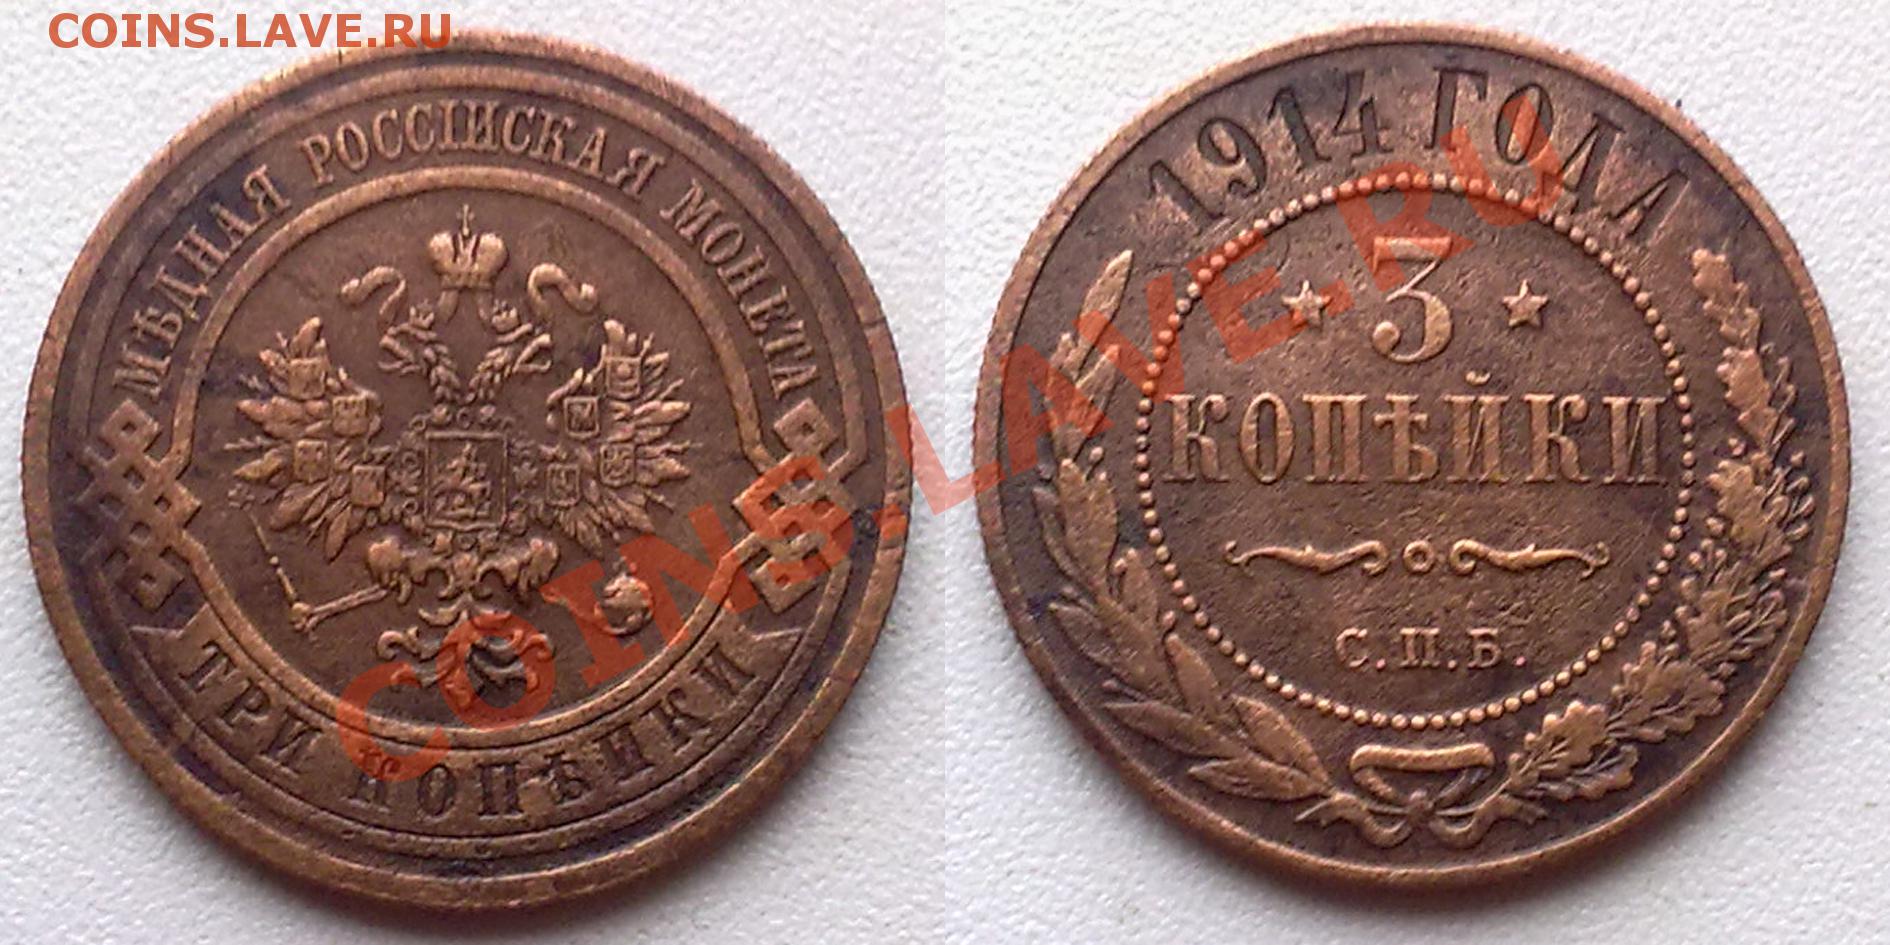 COINS.LAVE.RU
МѢДНАЯ РОССІЙСКАЯ МОНЕТА
ТРИ КОПѢЙКИ
1914 ГОДА
3
КОПѢЙКИ
С.П.Б.
COINS.LAVE.RU